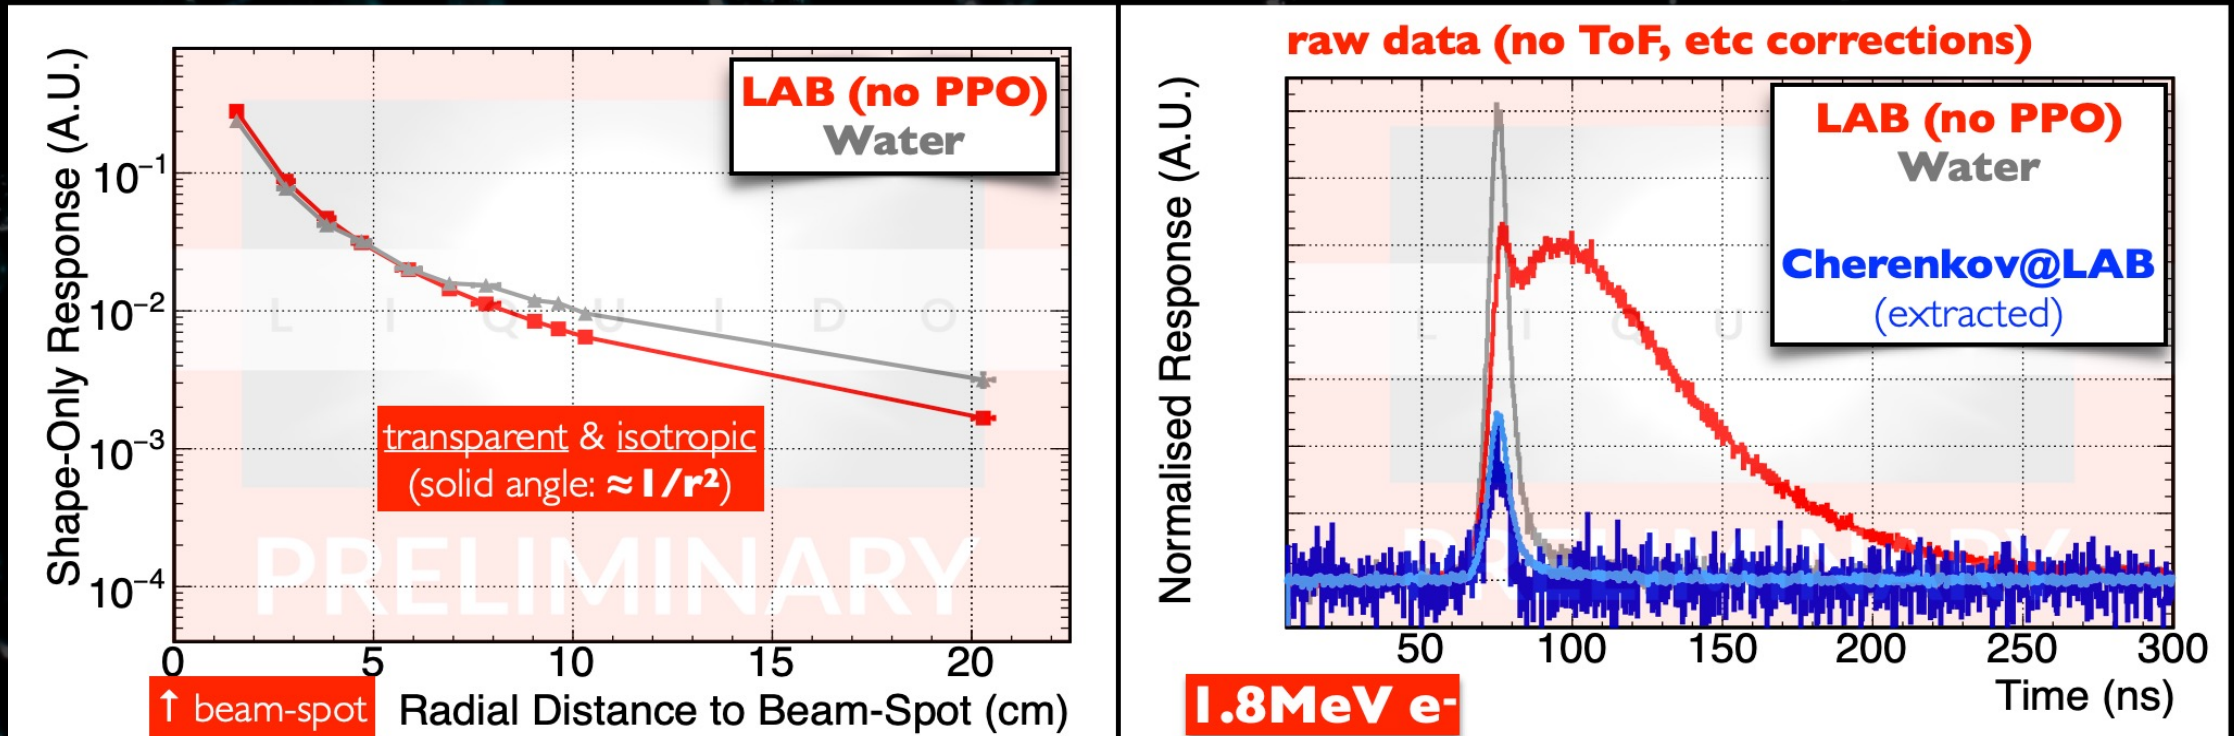 Shape-Only Response (A.U.)
10⁻¹
10⁻²
10⁻³
10⁻⁴
LAB (no PPO)
Water
L I Q U I D O
transparent & isotropic
(solid angle: ≈1/r²)
PRELIMINARY
0 5 10 15 20
↑ beam-spot
Radial Distance to Beam-Spot (cm)
raw data (no ToF, etc corrections)
Normalised Response (A.U.)
LAB (no PPO)
Water
Cherenkov@LAB
(extracted)
L I Q U
PRELIMINARY
50 100 150 200 250 300
1.8MeV e-
Time (ns)